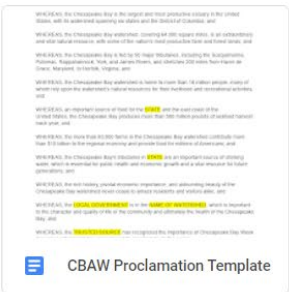 WHEREAS, the Chesapeake Bay is the largest and most productive estuary in the United
States, with its watershed spanning six states and the District of Columbia; and
WHEREAS, the Chesapeake Bay watershed, covering 64,000 square miles, is an extraordinary
and vital natural resource, with some of the nation's most productive farm and forest lands; and
WHEREAS, the Chesapeake Bay is fed by 50 major tributaries, including the Susquehanna,
Potomac, Rappahannock, York, and James Rivers, and stretches 200 miles from Havre de
Grace, Maryland, to Norfolk, Virginia; and
WHEREAS, the Chesapeake Bay watershed is home to more than 18 million people, many of
whom rely upon the watershed's natural resources for their livelihoods and recreational activities;
and
WHEREAS, an important source of food for the STATE and the east coast of the
United States, the Chesapeake Bay produces more than 500 million pounds of seafood harvest
each year; and
WHEREAS, the more than 83,000 farms in the Chesapeake Bay watershed contribute more
than $10 billion to the regional economy and provide food for millions of Americans; and
WHEREAS, the Chesapeake Bay's tributaries in STATE are an important source of drinking
water, which is essential for public health and economic growth and a vital resource for future
generations; and
WHEREAS, the rich history, pivotal economic importance, and astounding beauty of the
Chesapeake Bay watershed never cease to attract residents and visitors alike; and
WHEREAS, the LOCAL GOVERNMENT is in the NAME OF WATERSHED, which is important
to the character and quality of life in the community and ultimately the health of the Chesapeake
Bay; and
WHEREAS, the TRUSTED SOURCE has recognized the importance of Chesapeake Bay Week
CBAW Proclamation Template